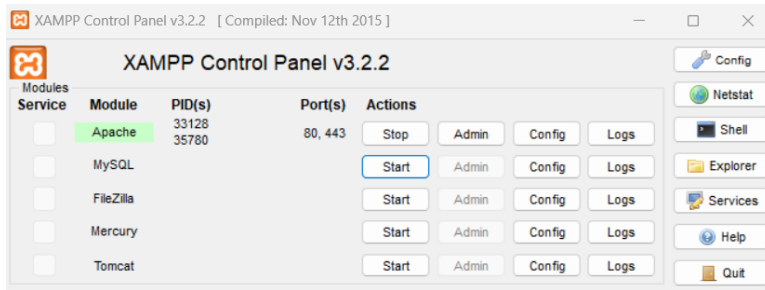 XAMPP Control Panel v3.2.2 [ Compiled: Nov 12th 2015 ]
XAMPP Control Panel v3.2.2
Config
Modules
Service Module PID(s) Port(s) Actions
Netstat
Apache 33128 35780 80, 443 Stop Admin Config Logs
Shell
MySQL Start Admin Config Logs
Explorer
FileZilla Start Admin Config Logs
Services
Mercury Start Admin Config Logs
Help
Tomcat Start Admin Config Logs
Quit